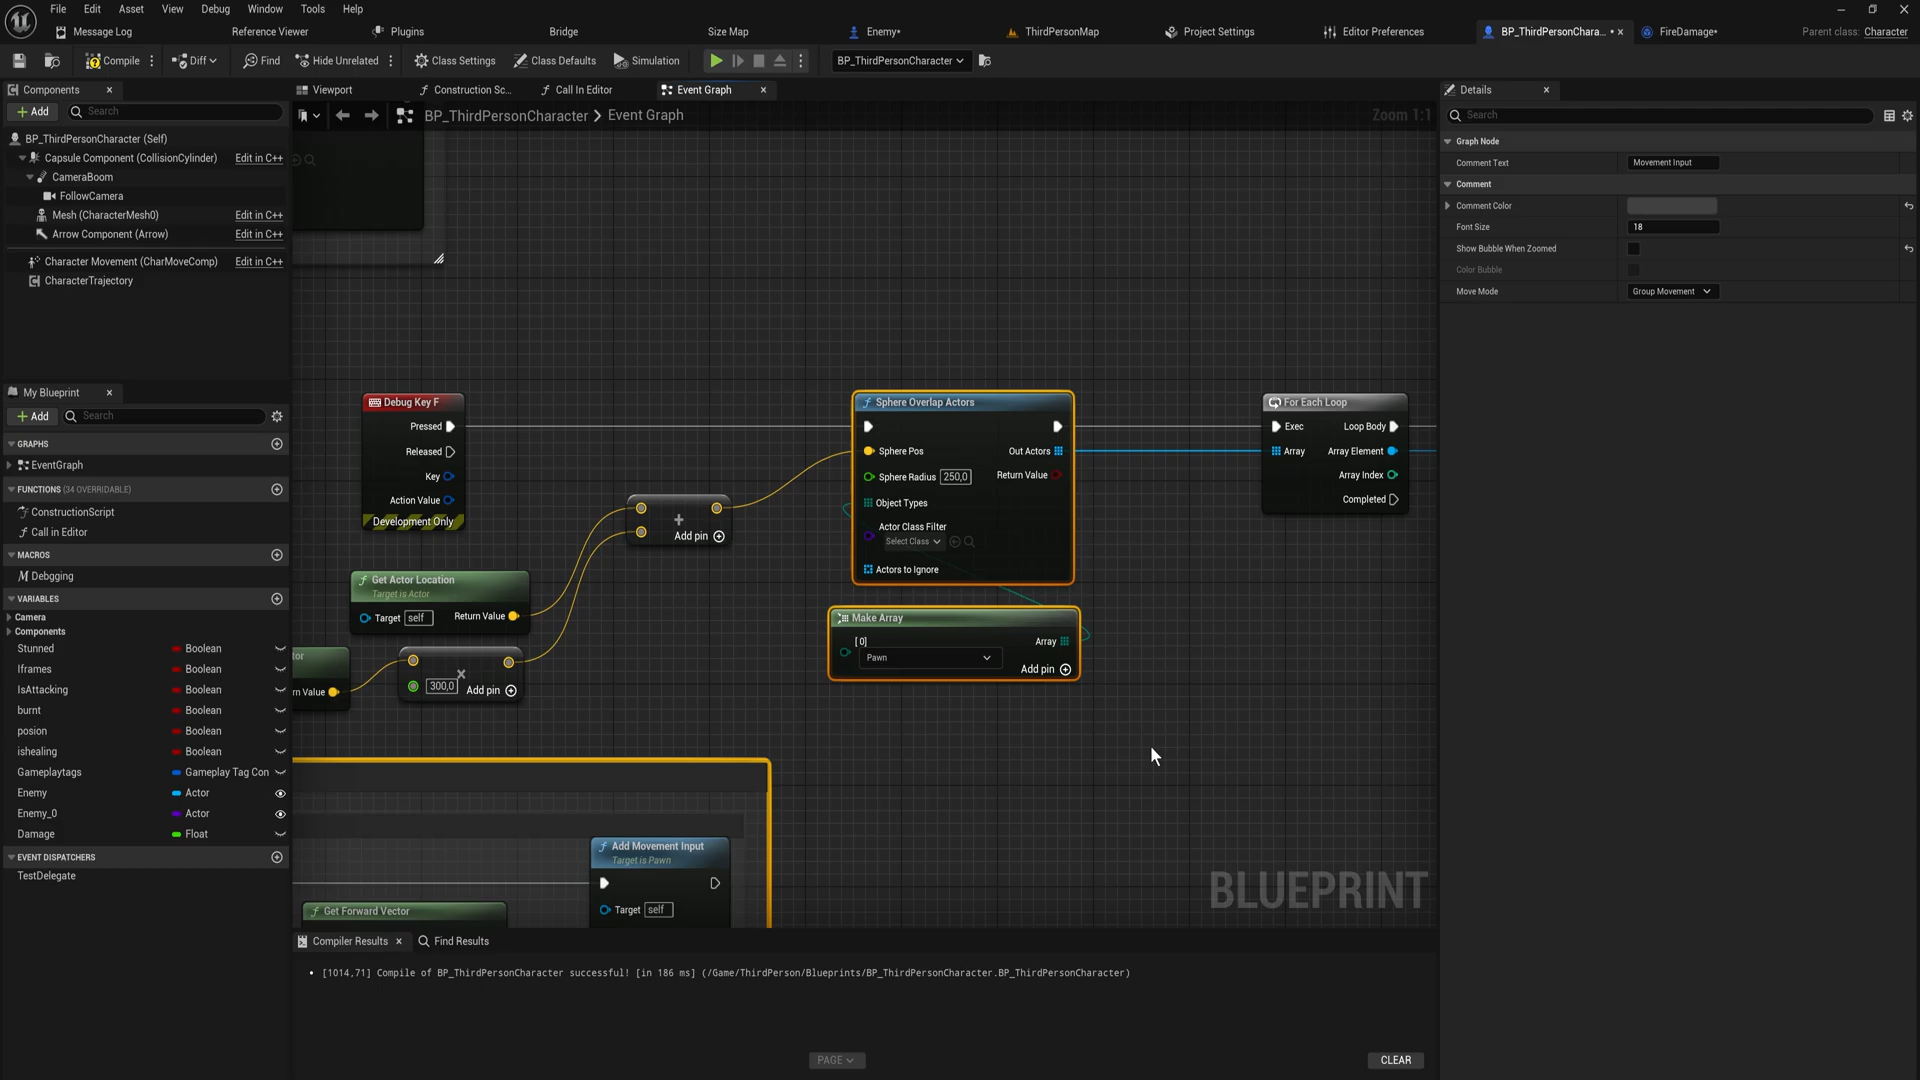 File Edit Asset View Debug Window Tools Help
Message Log
Reference Viewer
Plugins
Bridge
Size Map
Enemy*
ThirdPersonMap
Project Settings
Editor Preferences
BP_ThirdPersonChara... •
FireDamage*
Parent class: Character
Compile
Diff
Find
Hide Unrelated
Class Settings
Class Defaults
Simulation
BP_ThirdPersonCharacter
Components
Viewport
Construction Sc...
Call In Editor
Event Graph
Details
Add
Search
BP_ThirdPersonCharacter > Event Graph
Zoom 1:1
Search
BP_ThirdPersonCharacter (Self)
Capsule Component (CollisionCylinder) Edit in C++
CameraBoom
FollowCamera
Mesh (CharacterMesh0) Edit in C++
Arrow Component (Arrow) Edit in C++
Character Movement (CharMoveComp) Edit in C++
CharacterTrajectory
Graph Node
Comment Text Movement Input
Comment
Comment Color
Font Size 18
Show Bubble When Zoomed
Color Bubble
Move Mode Group Movement
My Blueprint
Add
Search
GRAPHS
EventGraph
FUNCTIONS (34 OVERRIDABLE)
ConstructionScript
Call in Editor
MACROS
Debgging
VARIABLES
Camera
Components
Stunned Boolean
Iframes Boolean
IsAttacking Boolean
burnt Boolean
posion Boolean
ishealing Boolean
Gameplaytags Gameplay Tag Con
Enemy Actor
Enemy_0 Actor
Damage Float
EVENT DISPATCHERS
TestDelegate
Debug Key F
Pressed
Released
Key
Action Value
Development Only
Get Actor Location
Target is Actor
Target self Return Value
tor
rn Value
300,0
Add pin
Add pin
Sphere Overlap Actors
Sphere Pos
Out Actors
Sphere Radius 250,0
Return Value
Object Types
Actor Class Filter
Select Class
Actors to Ignore
Make Array
[0]
Array
Pawn
Add pin
For Each Loop
Exec Loop Body
Array Array Element
Array Index
Completed
Add Movement Input
Target is Pawn
Target self
Get Forward Vector
BLUEPRINT
Compiler Results
Find Results
• [1014,71] Compile of BP_ThirdPersonCharacter successful! [in 186 ms] (/Game/ThirdPerson/Blueprints/BP_ThirdPersonCharacter.BP_ThirdPersonCharacter)
PAGE
CLEAR